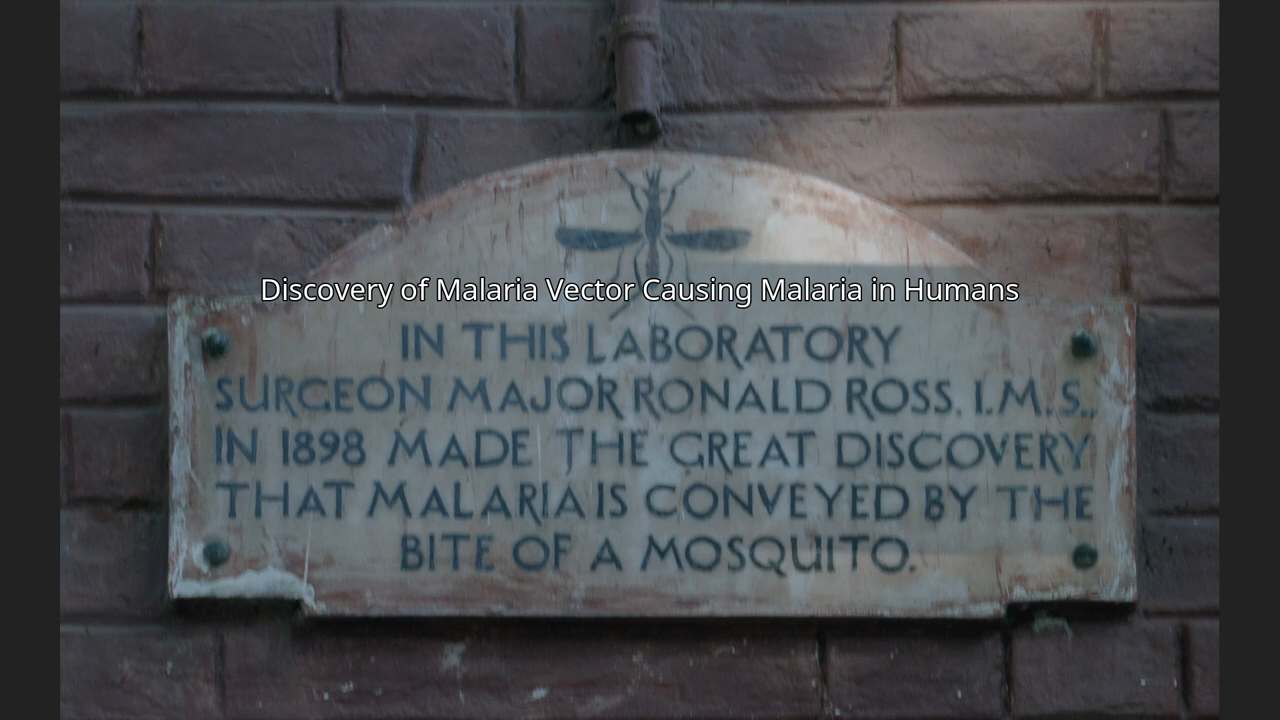 Discovery of Malaria Vector Causing Malaria in Humans
IN THIS LABORATORY
SURGEON MAJOR RONALD ROSS. I.M.S.,
IN 1898 MADE THE GREAT DISCOVERY
THAT MALARIA IS CONVEYED BY THE
BITE OF A MOSQUITO.